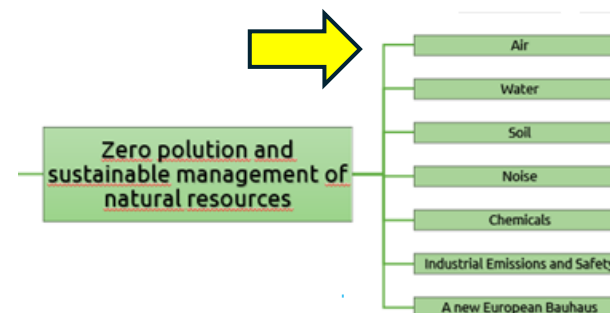 Zero polution and
sustainable management of
natural resources
Air
Water
Soil
Noise
Chemicals
Industrial Emissions and Safety
A new European Bauhaus